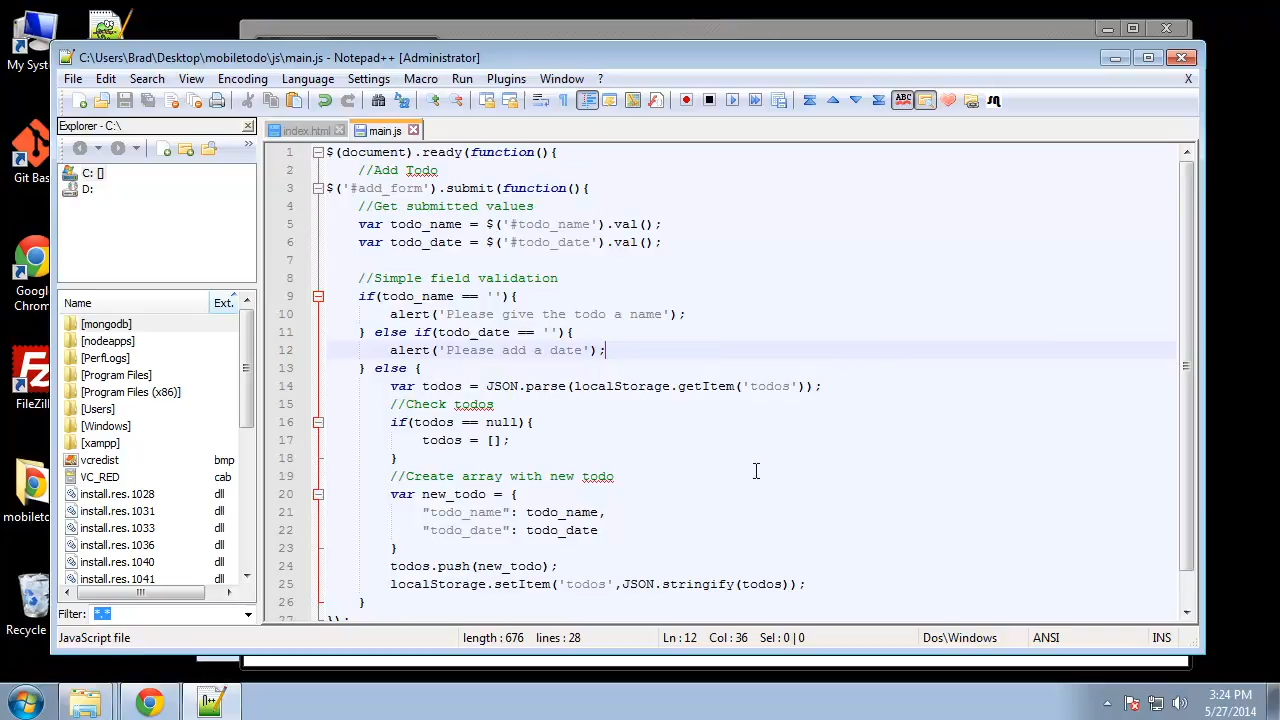 C:\Users\Brad\Desktop\mobiletodo\js\main.js - Notepad++ [Administrator]
File Edit Search View Encoding Language Settings Macro Run Plugins Window ? X
Explorer - C:\
index.html
main.js
C: []
D:
Name Ext.
[mongodb]
[nodeapps]
[PerfLogs]
[Program Files]
[Program Files (x86)]
[Users]
[Windows]
[xampp]
vcredist bmp
VC_RED cab
install.res.1028 dll
install.res.1031 dll
install.res.1033 dll
install.res.1036 dll
install.res.1040 dll
install.res.1041 dll
Filter: *.*
1 $(document).ready(function(){
2 //Add Todo
3 $('#add_form').submit(function(){
4 //Get submitted values
5 var todo_name = $('#todo_name').val();
6 var todo_date = $('#todo_date').val();
7
8 //Simple field validation
9 if(todo_name == ''){
10 alert('Please give the todo a name');
11 } else if(todo_date == ''){
12 alert('Please add a date');
13 } else {
14 var todos = JSON.parse(localStorage.getItem('todos'));
15 //Check todos
16 if(todos == null){
17 todos = [];
18 }
19 //Create array with new todo
20 var new_todo = {
21 "todo_name": todo_name,
22 "todo_date": todo_date
23 }
24 todos.push(new_todo);
25 localStorage.setItem('todos',JSON.stringify(todos));
26 }
27 });
JavaScript file length : 676 lines : 28 Ln : 12 Col : 36 Sel : 0 | 0 Dos\Windows ANSI INS
My Syst
Git Bas
Google
Chrom
FileZill
mobileto
Recycle
3:24 PM
5/27/2014